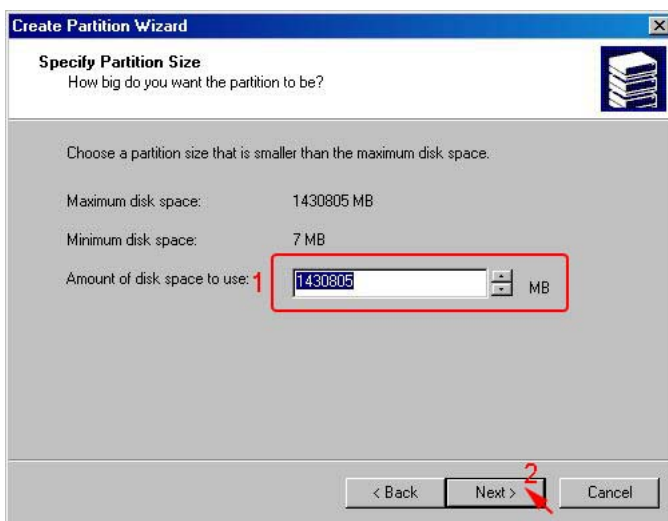 Create Partition Wizard
Specify Partition Size
How big do you want the partition to be?
Choose a partition size that is smaller than the maximum disk space.
Maximum disk space: 1430805 MB
Minimum disk space: 7 MB
Amount of disk space to use: 1 1430805 MB
2
< Back Next > Cancel